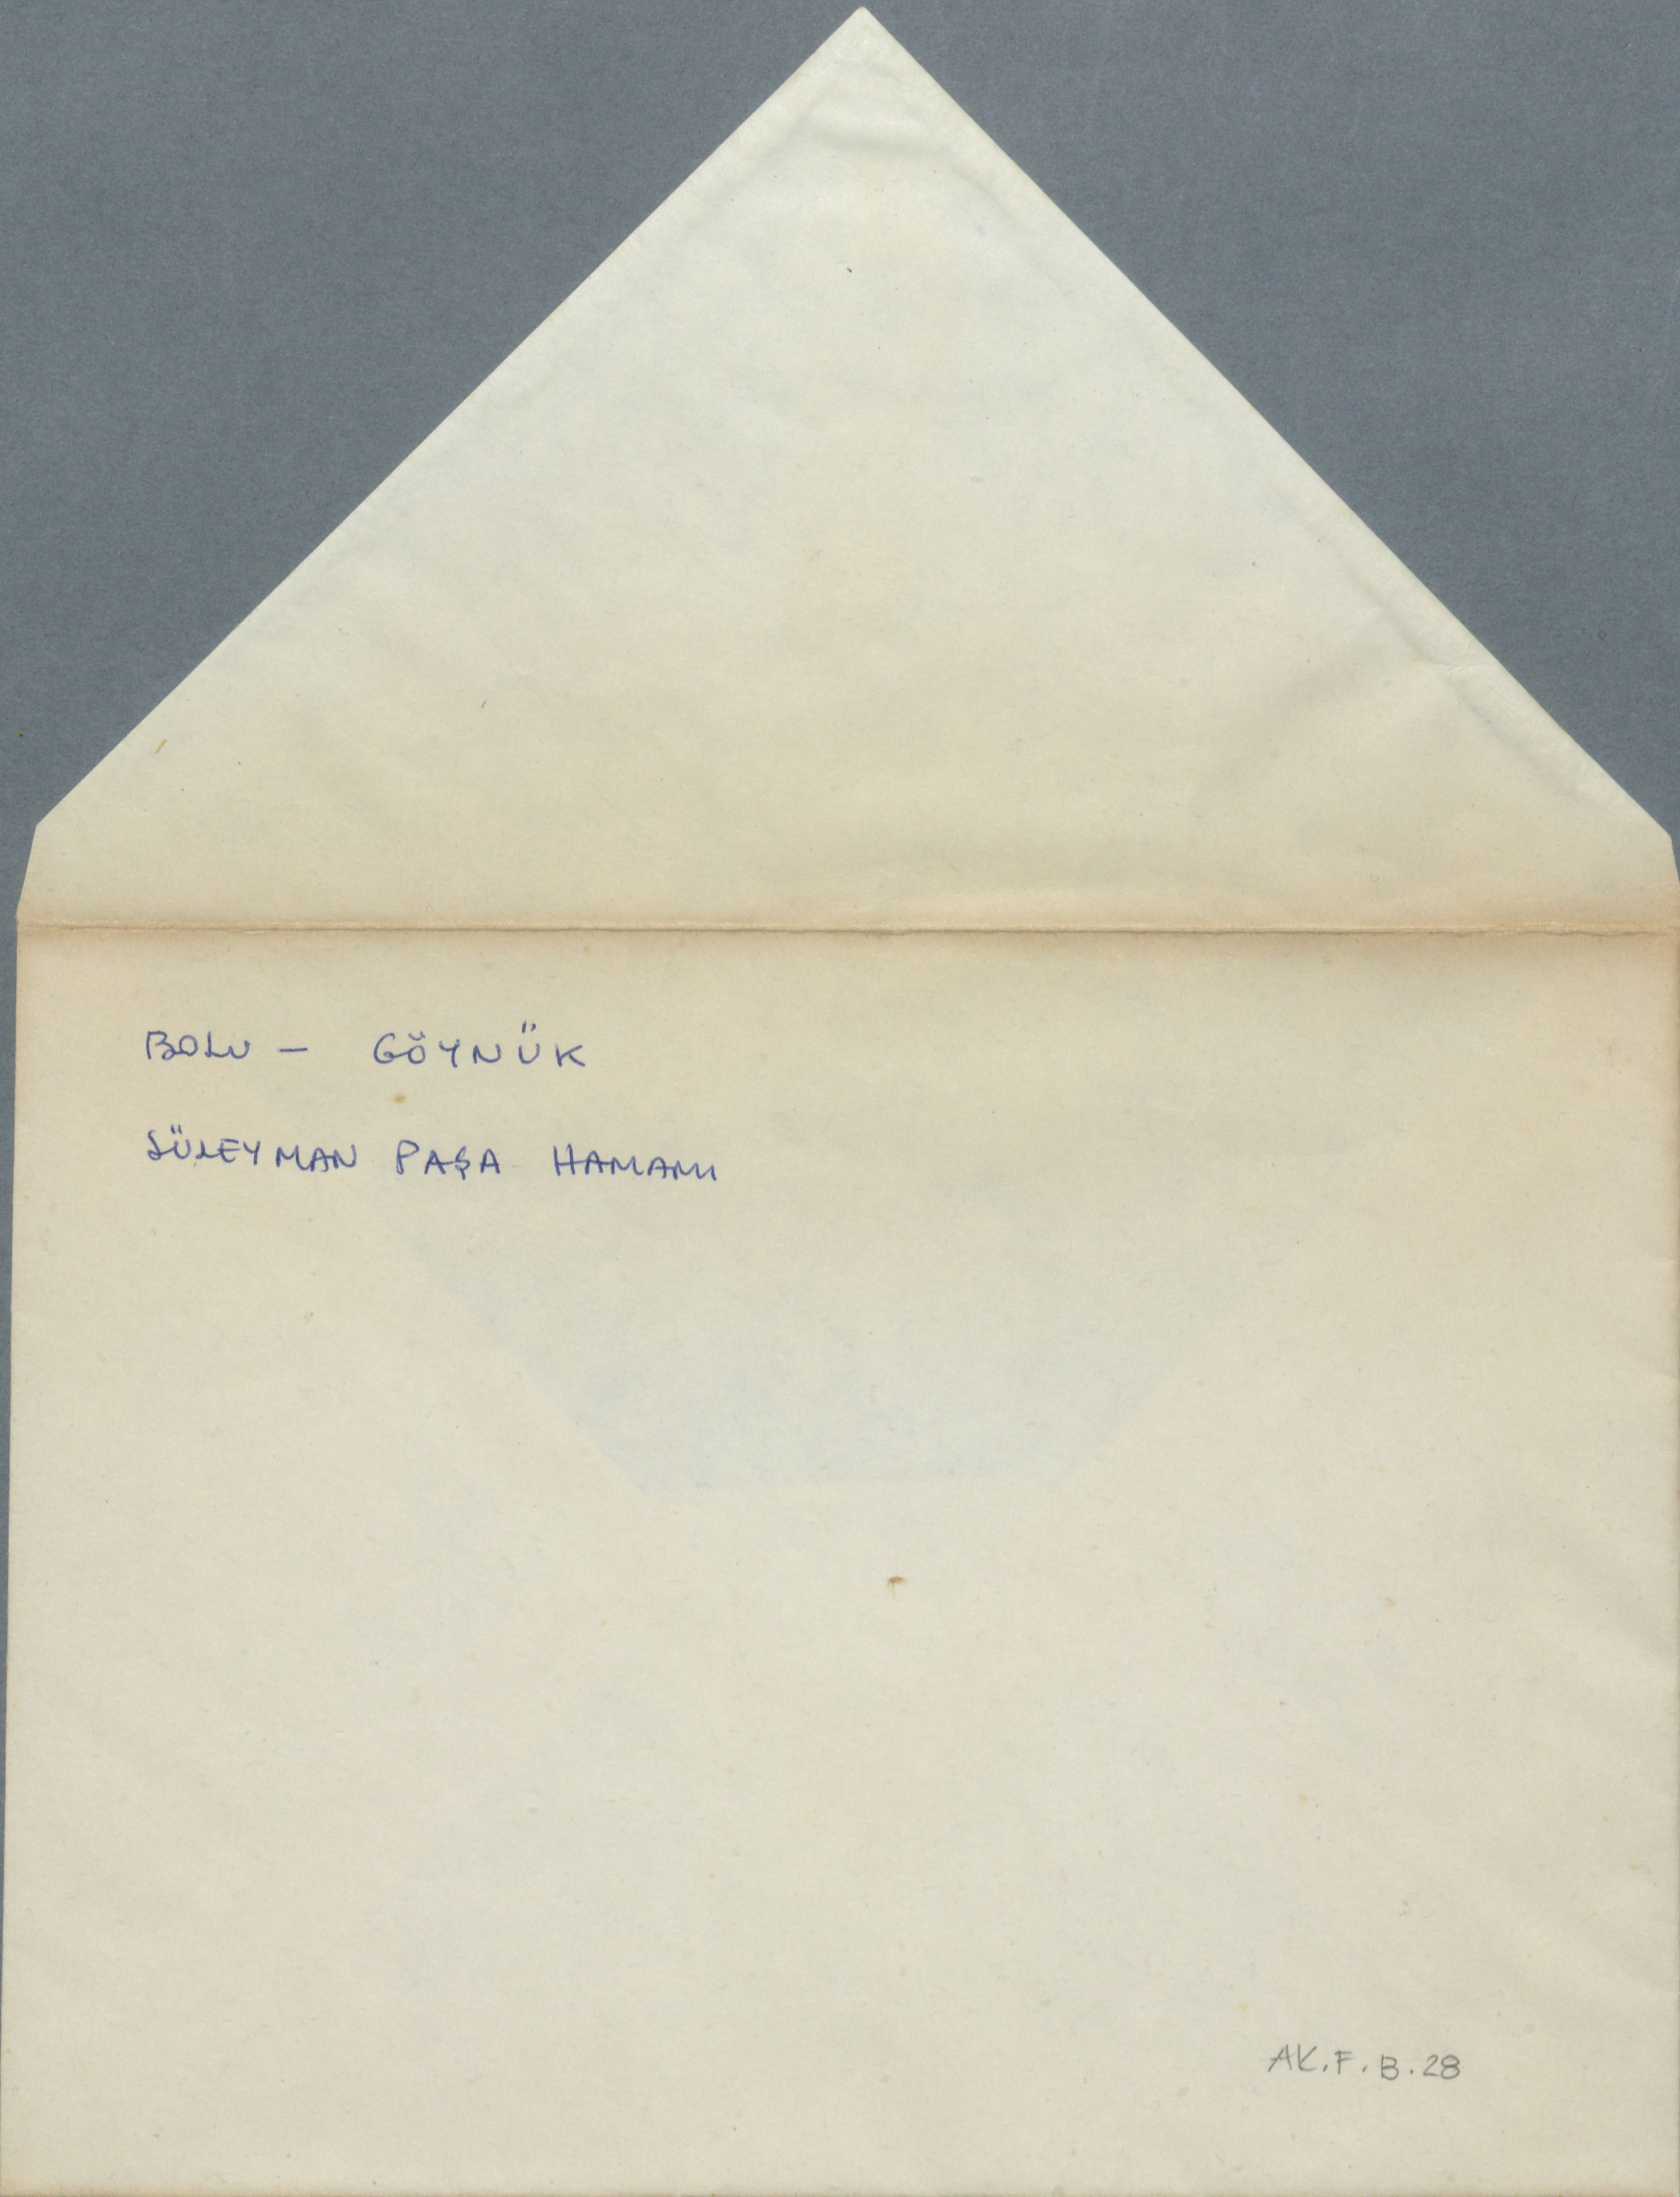 BOLU - GÖYNÜK
SÜLEYMAN PAŞA HAMAMI
AK.F.B.28